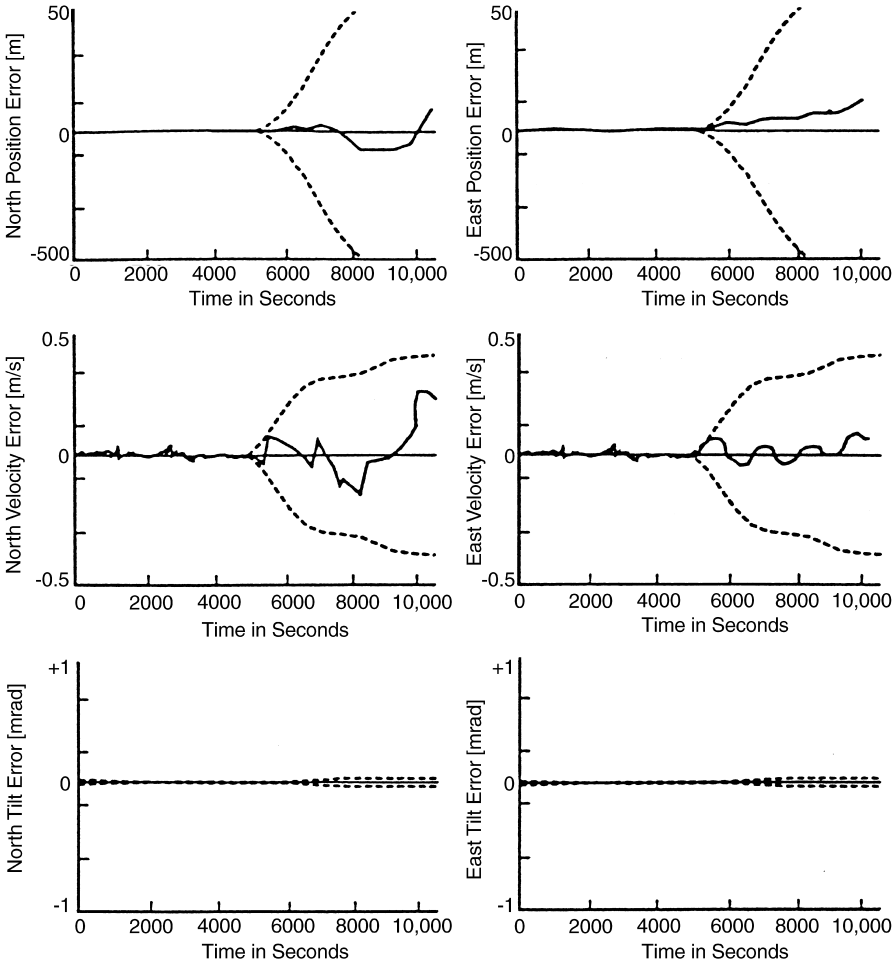 50
North Position Error [m]
0
-500
0 2000 4000 6000 8000 10,000
Time in Seconds
50
East Position Error [m]
0
-500
0 2000 4000 6000 8000 10,000
Time in Seconds
0.5
North Velocity Error [m/s]
0
-0.5
0 2000 4000 6000 8000 10,000
Time in Seconds
0.5
East Velocity Error [m/s]
0
-0.5
0 2000 4000 6000 8000 10,000
Time in Seconds
+1
North Tilt Error [mrad]
0
-1
0 2000 4000 6000 8000 10,000
Time in Seconds
+1
East Tilt Error [mrad]
0
-1
0 2000 4000 6000 8000 10,000
Time in Seconds